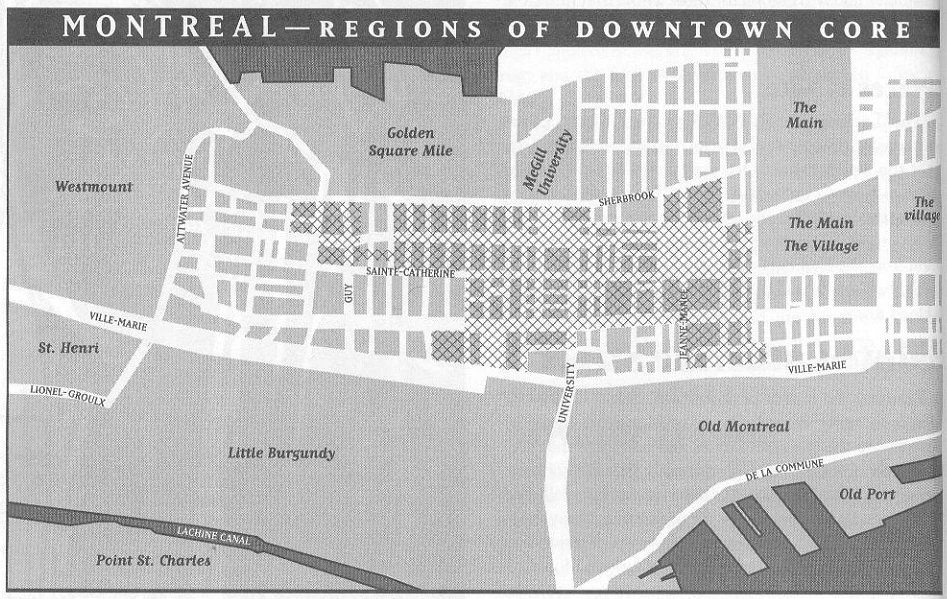 MONTREAL—REGIONS OF DOWNTOWN CORE
The
Main
Golden
Square Mile
McGill
University
Westmount
ATTWATER AVENUE
SHERBROOK
The
village
The Main
The Village
SAINTE-CATHERINE
GUY
JEANNE-MANCE
VILLE-MARIE
St. Henri
VILLE-MARIE
LIONEL-GROULX
UNIVERSITY
Old Montreal
Little Burgundy
DE LA COMMUNE
Old Port
LACHINE CANAL
Point St. Charles